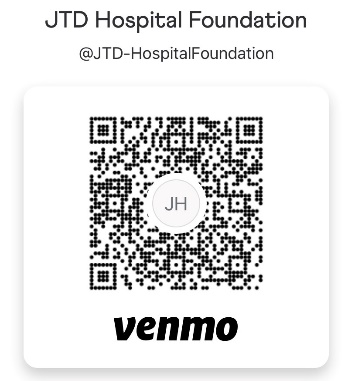 JTD Hospital Foundation
@JTD-HospitalFoundation
JH
venmo